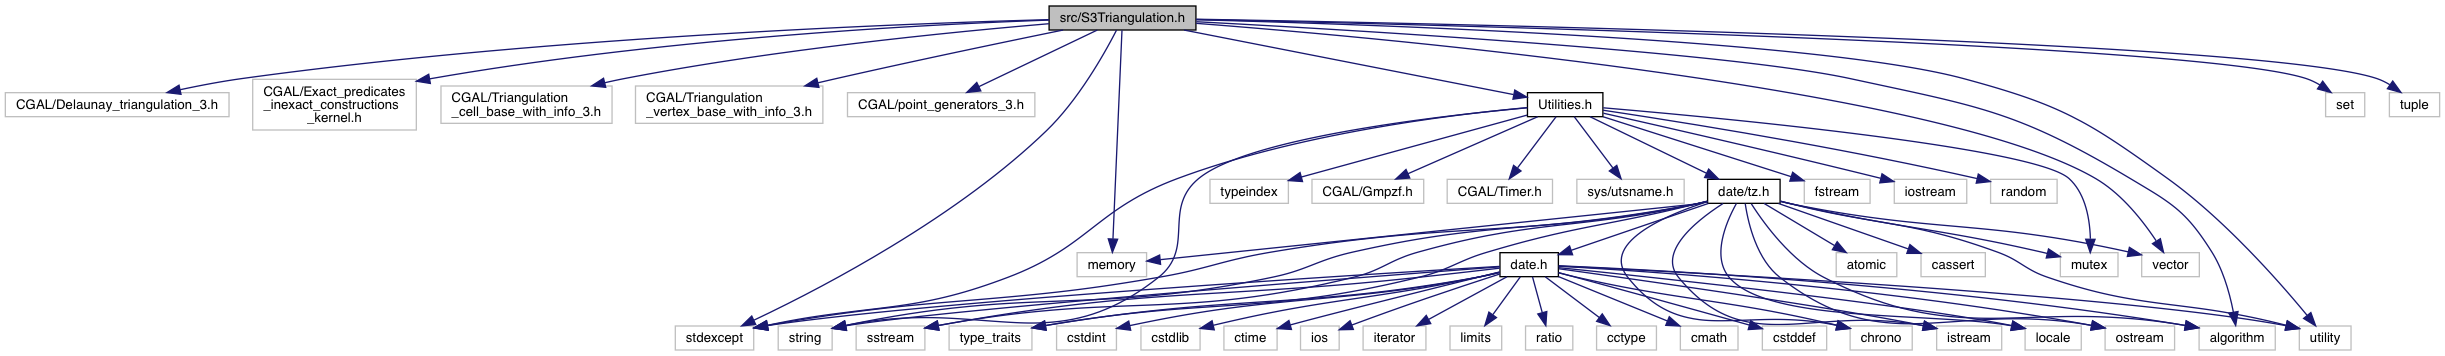 src/S3Triangulation.h
CGAL/Delaunay_triangulation_3.h
CGAL/Exact_predicates
_inexact_constructions
_kernel.h
CGAL/Triangulation
_cell_base_with_info_3.h
CGAL/Triangulation
_vertex_base_with_info_3.h
CGAL/point_generators_3.h
Utilities.h
set
tuple
typeindex
CGAL/Gmpzf.h
CGAL/Timer.h
sys/utsname.h
date/tz.h
fstream
iostream
random
memory
date.h
atomic
cassert
mutex
vector
stdexcept
string
sstream
type_traits
cstdint
cstdlib
ctime
ios
iterator
limits
ratio
cctype
cmath
cstddef
chrono
istream
locale
ostream
algorithm
utility